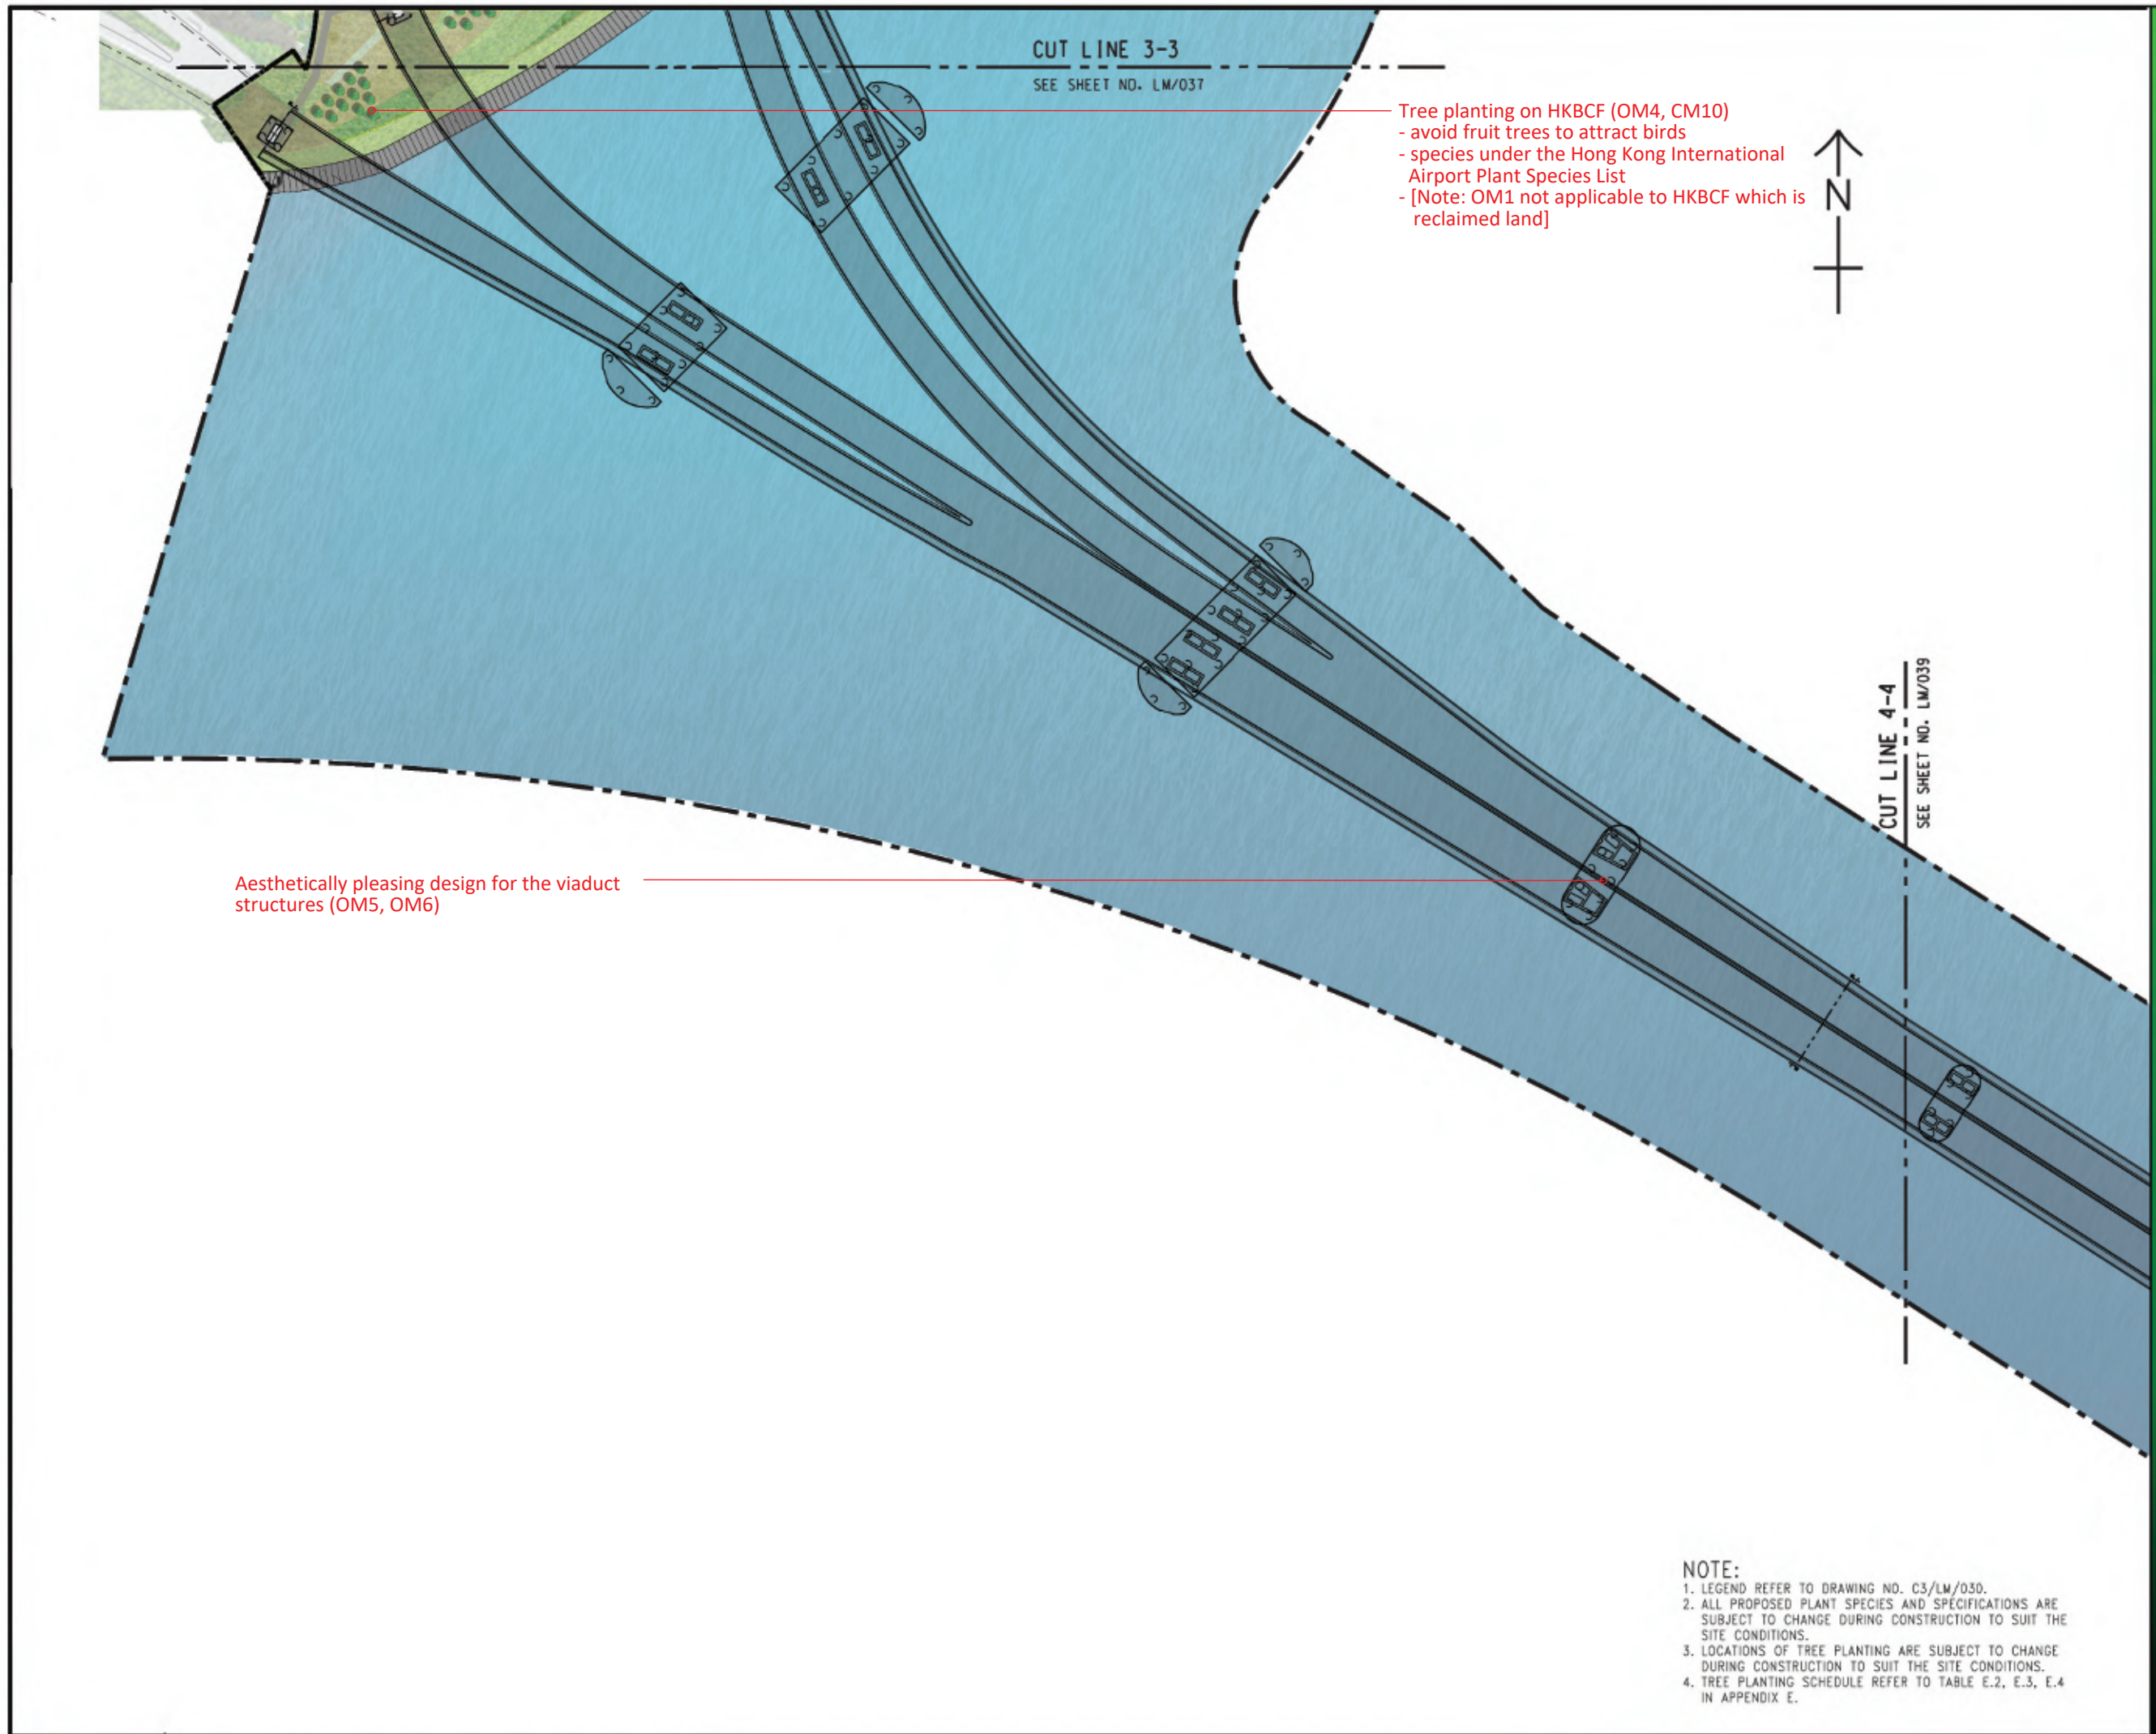 CUT LINE 3-3
SEE SHEET NO. LM/037
Tree planting on HKBCF (OM4, CM10)
- avoid fruit trees to attract birds
- species under the Hong Kong International
Airport Plant Species List
- [Note: OM1 not applicable to HKBCF which is
reclaimed land]
N
CUT LINE 4-4
SEE SHEET NO. LM/039
Aesthetically pleasing design for the viaduct
structures (OM5, OM6)
NOTE:
1. LEGEND REFER TO DRAWING NO. C3/LM/030.
2. ALL PROPOSED PLANT SPECIES AND SPECIFICATIONS ARE
SUBJECT TO CHANGE DURING CONSTRUCTION TO SUIT THE
SITE CONDITIONS.
3. LOCATIONS OF TREE PLANTING ARE SUBJECT TO CHANGE
DURING CONSTRUCTION TO SUIT THE SITE CONDITIONS.
4. TREE PLANTING SCHEDULE REFER TO TABLE E.2, E.3, E.4
IN APPENDIX E.